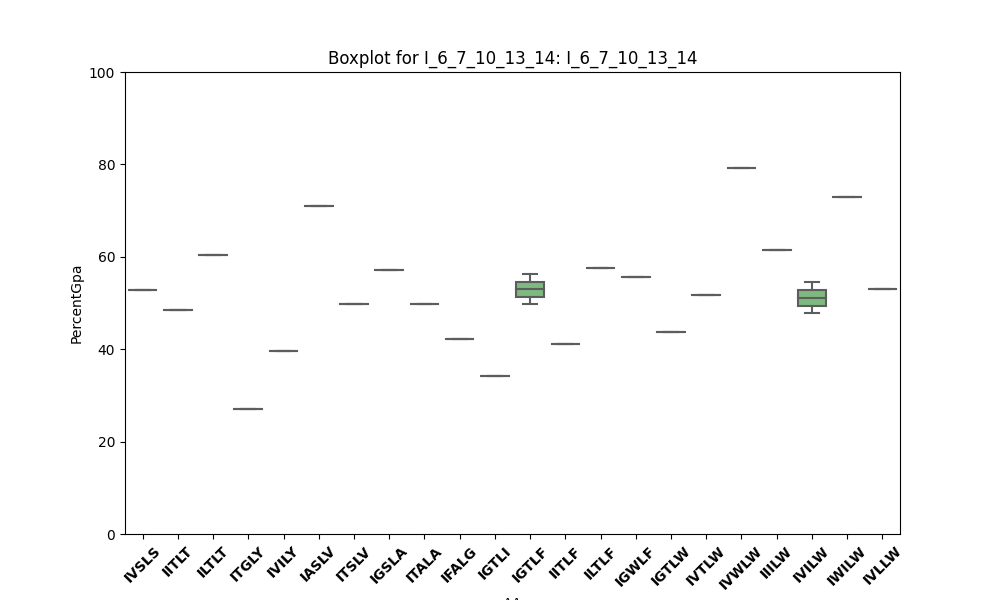 Boxplot for I_6_7_10_13_14: I_6_7_10_13_14
100
80
60
40
20
0
PercentGpa
IVSLS IITLT ILTLT ITGLY IVILY IASLV ITSLV IGSLA ITALA IFALG IGTLI IGTLF IITLF ILTLF IGWLF IGTLW IVTLW IVWLW IIILW IVILW IWILW IVLLW